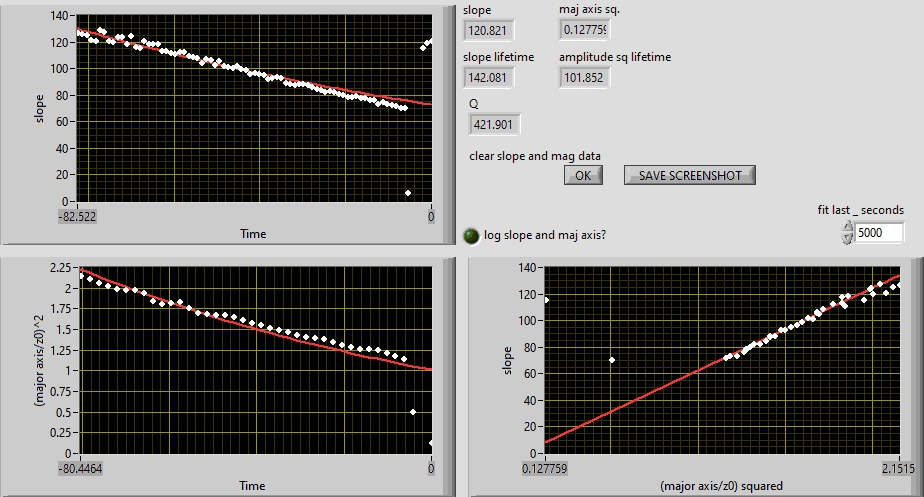 140
120
100
80
60
40
20
0
slope
-82.522
0
Time
slope
120.821
maj axis sq.
0.127759
slope lifetime
142.081
amplitude sq lifetime
101.852
Q
421.901
clear slope and mag data
OK
SAVE SCREENSHOT
fit last _ seconds
5000
log slope and maj axis?
2.25
2
1.75
1.5
1.25
1
0.75
0.5
0.25
0
(major axis/z0)^2
-80.4464
0
Time
140
120
100
80
60
40
20
0
slope
0.127759
2.1515
(major axis/z0) squared